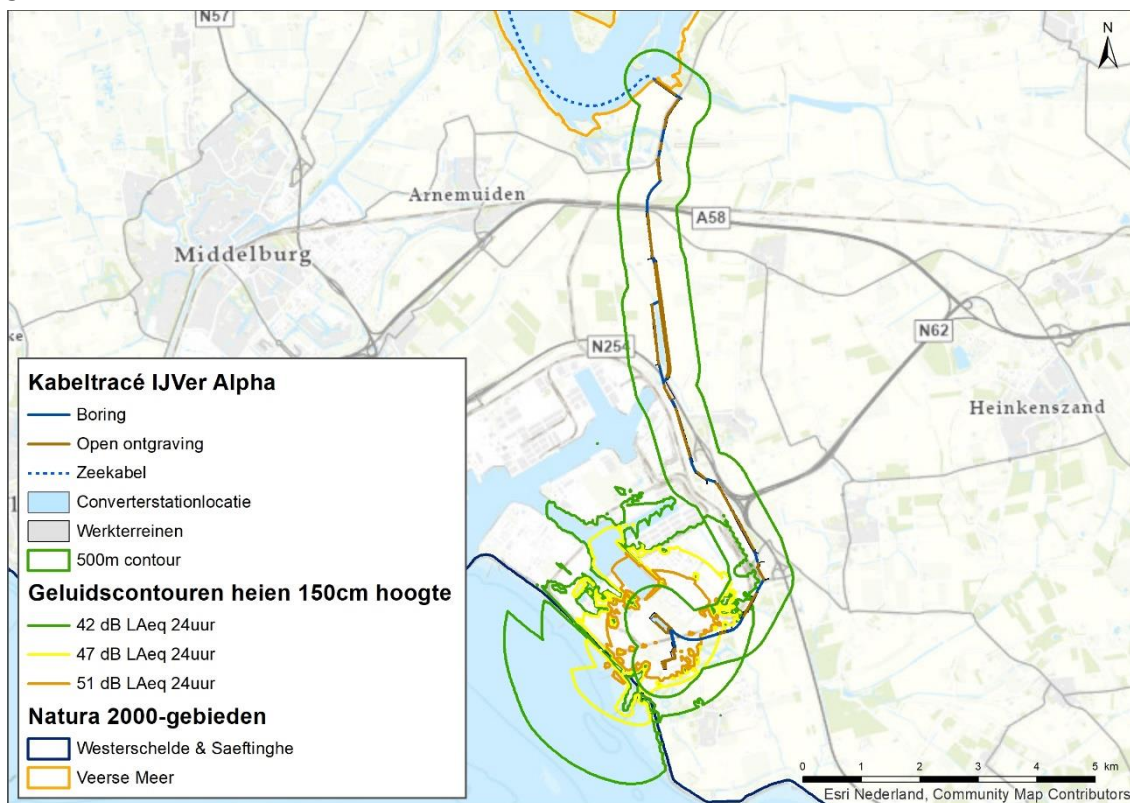 N57
N
Arnemuiden
A58
Middelburg
N62
N254
Heinkenszand
Kabeltracé IJVer Alpha
Boring
Open ontgraving
Zeekabel
Converterstationlocatie
Werkterreinen
500m contour
Geluidscontouren heien 150cm hoogte
42 dB LAeq 24uur
47 dB LAeq 24uur
51 dB LAeq 24uur
Natura 2000-gebieden
Westerschelde & Saeftinghe
Veerse Meer
0 1 2 3 4 5 km
Esri Nederland, Community Map Contributors